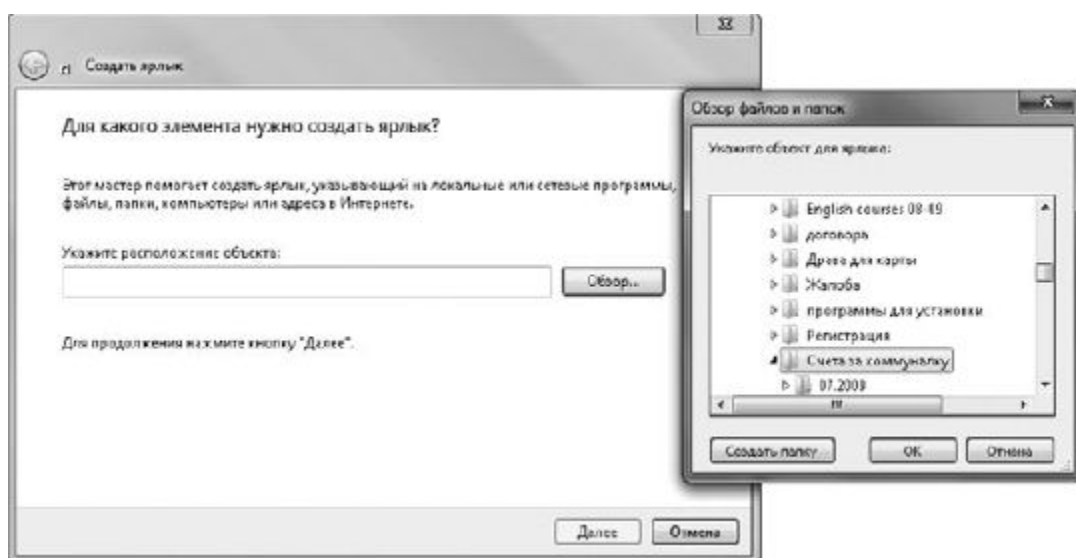 Создать ярлык
Для какого элемента нужно создать ярлык?
Этот мастер помогает создать ярлык, указывающий на локальные или сетевые программы,
файлы, папки, компьютеры или адреса в Интернете.
Укажите расположение объекта:
Обзор...
Для продолжения нажмите кнопку "Далее".
Далее
Отмена
Обзор файлов и папок
Укажите объект для ярлыка:
English courses 08-09
договора
Драва для карты
Жалоба
программы для установки
Регистрация
Счета за коммуналку
07.2009
Создать папку
OK
Отмена